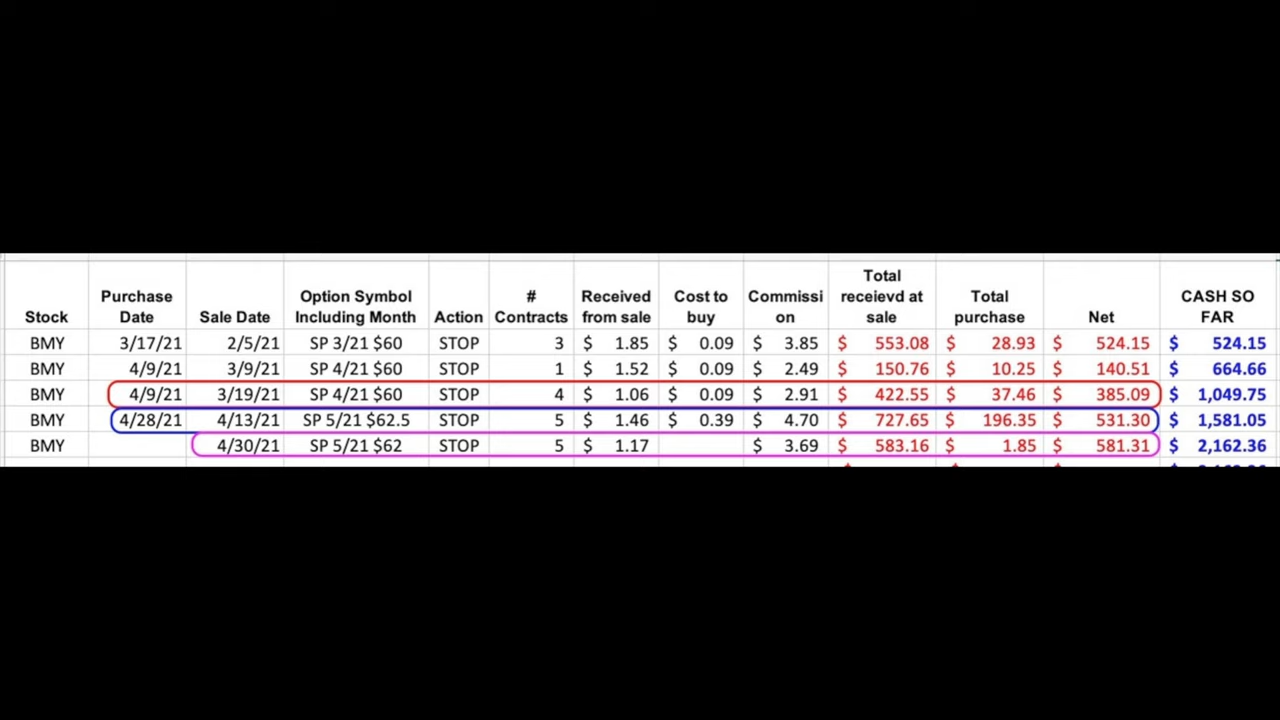 Stock Purchase Date Sale Date Option Symbol Including Month Action # Contracts Received from sale Cost to buy Commissi on Total receievd at sale Total purchase Net CASH SO FAR
BMY 3/17/21 2/5/21 SP 3/21 $60 STOP 3 $ 1.85 $ 0.09 $ 3.85 $ 553.08 $ 28.93 $ 524.15 $ 524.15
BMY 4/9/21 3/9/21 SP 4/21 $60 STOP 1 $ 1.52 $ 0.09 $ 2.49 $ 150.76 $ 10.25 $ 140.51 $ 664.66
BMY 4/9/21 3/19/21 SP 4/21 $60 STOP 4 $ 1.06 $ 0.09 $ 2.91 $ 422.55 $ 37.46 $ 385.09 $ 1,049.75
BMY 4/28/21 4/13/21 SP 5/21 $62.5 STOP 5 $ 1.46 $ 0.39 $ 4.70 $ 727.65 $ 196.35 $ 531.30 $ 1,581.05
BMY 4/30/21 SP 5/21 $62 STOP 5 $ 1.17 $ 3.69 $ 583.16 $ 1.85 $ 581.31 $ 2,162.36